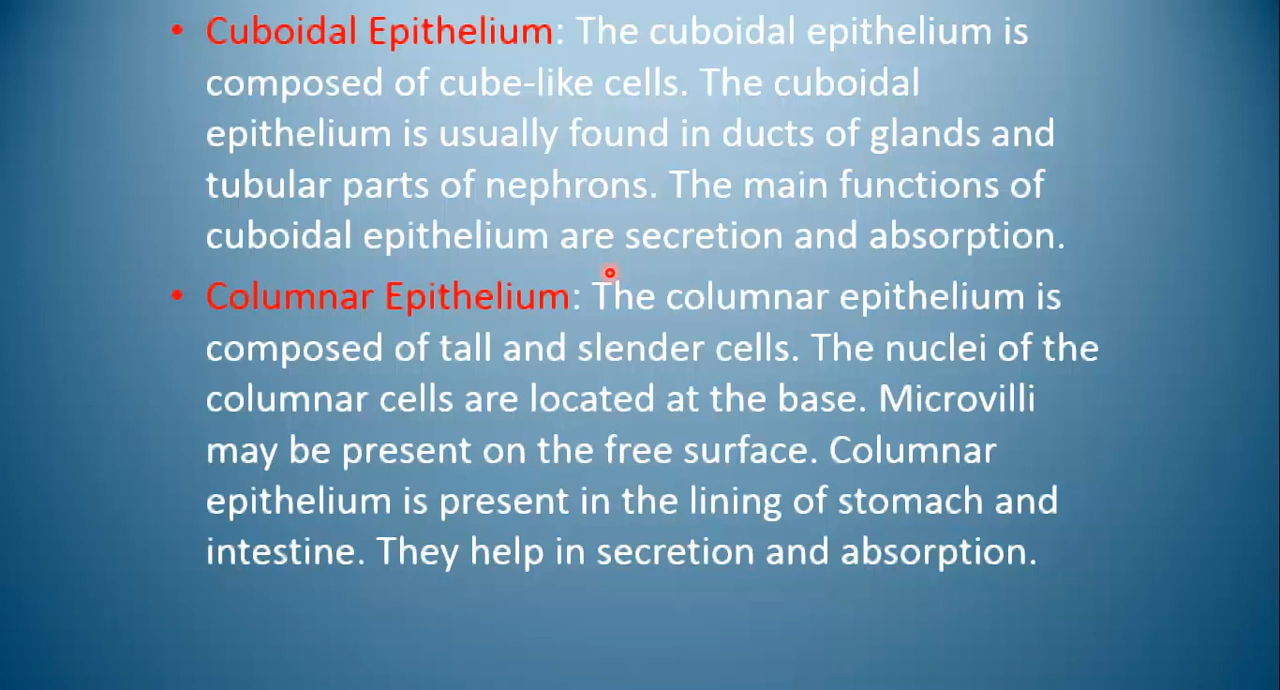 • Cuboidal Epithelium: The cuboidal epithelium is
composed of cube-like cells. The cuboidal
epithelium is usually found in ducts of glands and
tubular parts of nephrons. The main functions of
cuboidal epithelium are secretion and absorption.
• Columnar Epithelium: The columnar epithelium is
composed of tall and slender cells. The nuclei of the
columnar cells are located at the base. Microvilli
may be present on the free surface. Columnar
epithelium is present in the lining of stomach and
intestine. They help in secretion and absorption.